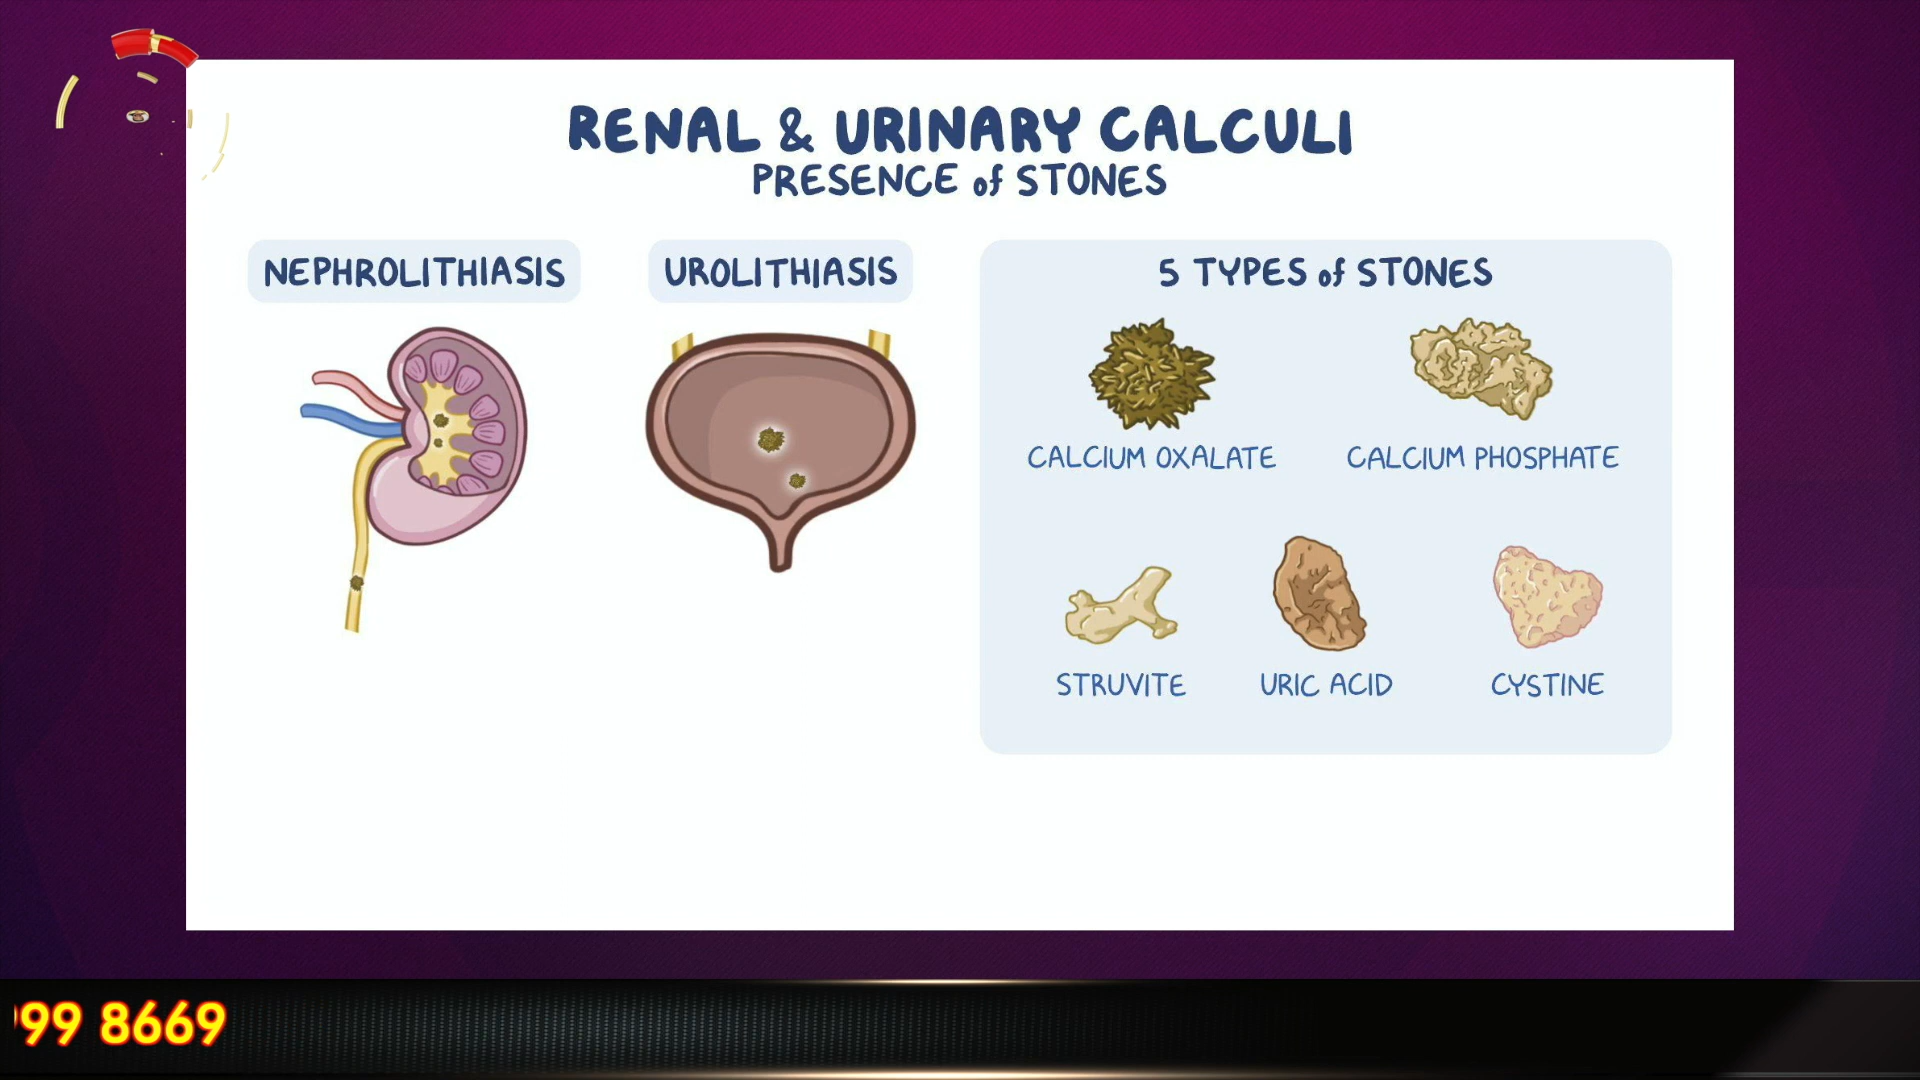 RENAL & URINARY CALCULI
PRESENCE of STONES
NEPHROLITHIASIS
UROLITHIASIS
5 TYPES of STONES
CALCIUM OXALATE
CALCIUM PHOSPHATE
STRUVITE
URIC ACID
CYSTINE
99 8669